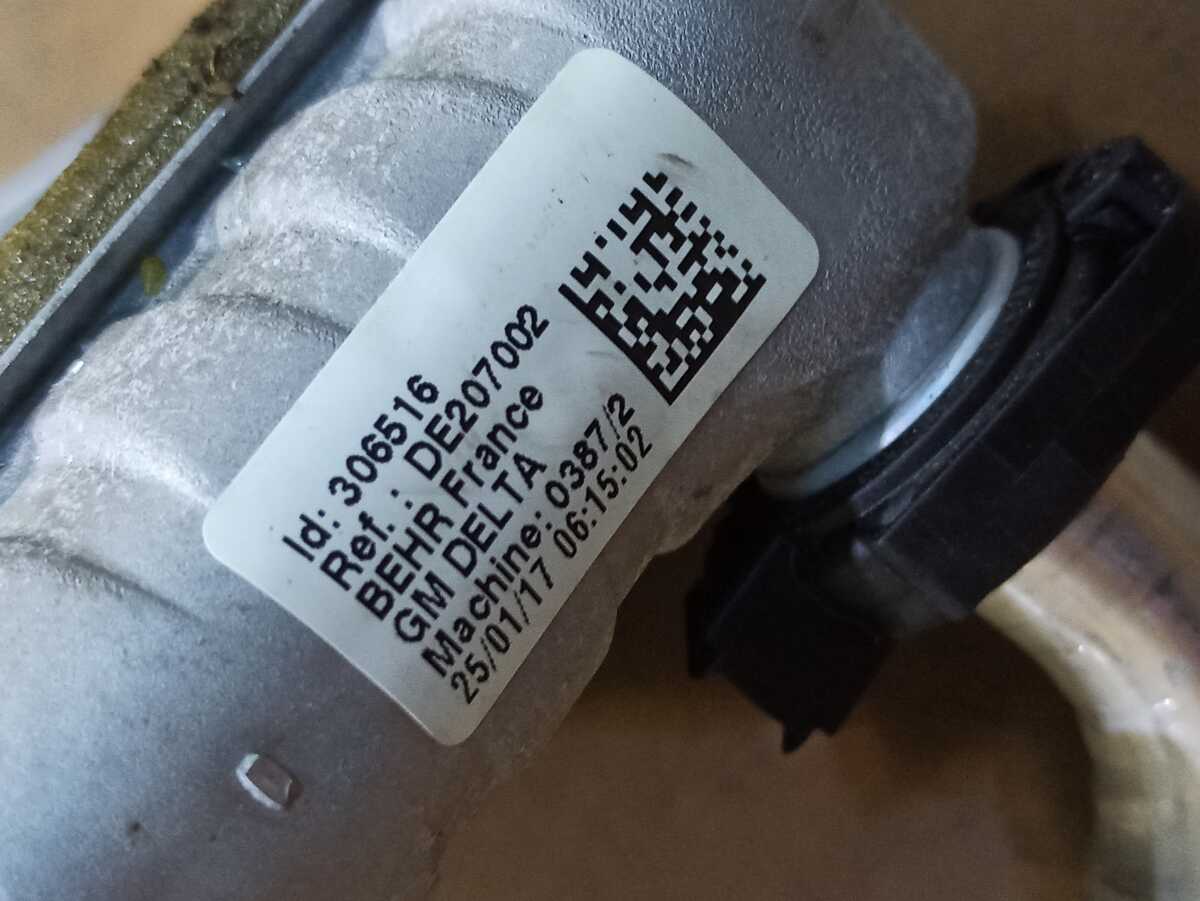 Id: 306516
Ref. : DE207002
BEHR France
GM DELTA
Machine: 0387/2
25/01/17 06:15:02